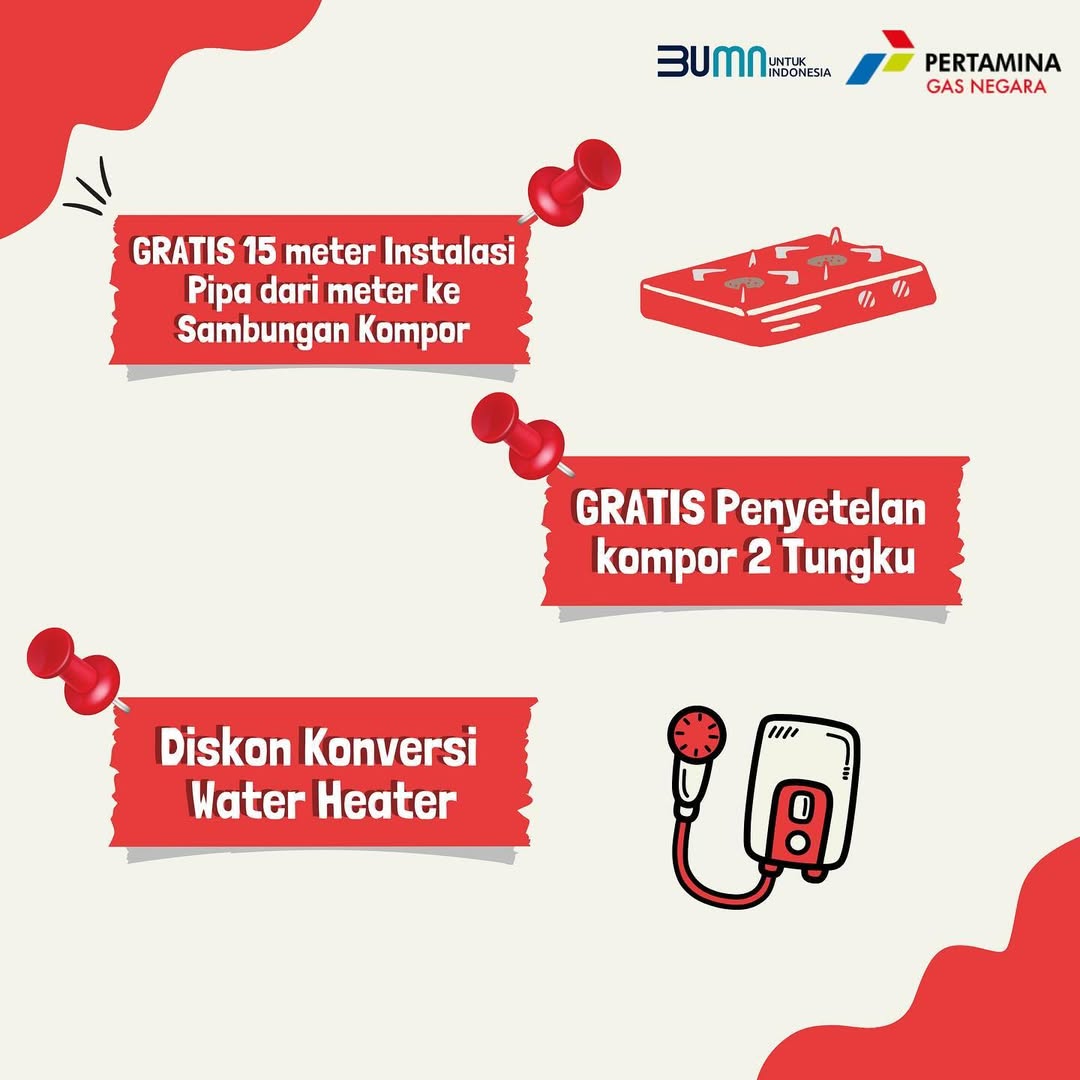 BUMN UNTUK
INDONESIA
PERTAMINA
GAS NEGARA
GRATIS 15 meter Instalasi
Pipa dari meter ke
Sambungan Kompor
GRATIS Penyetelan
kompor 2 Tungku
Diskon Konversi
Water Heater